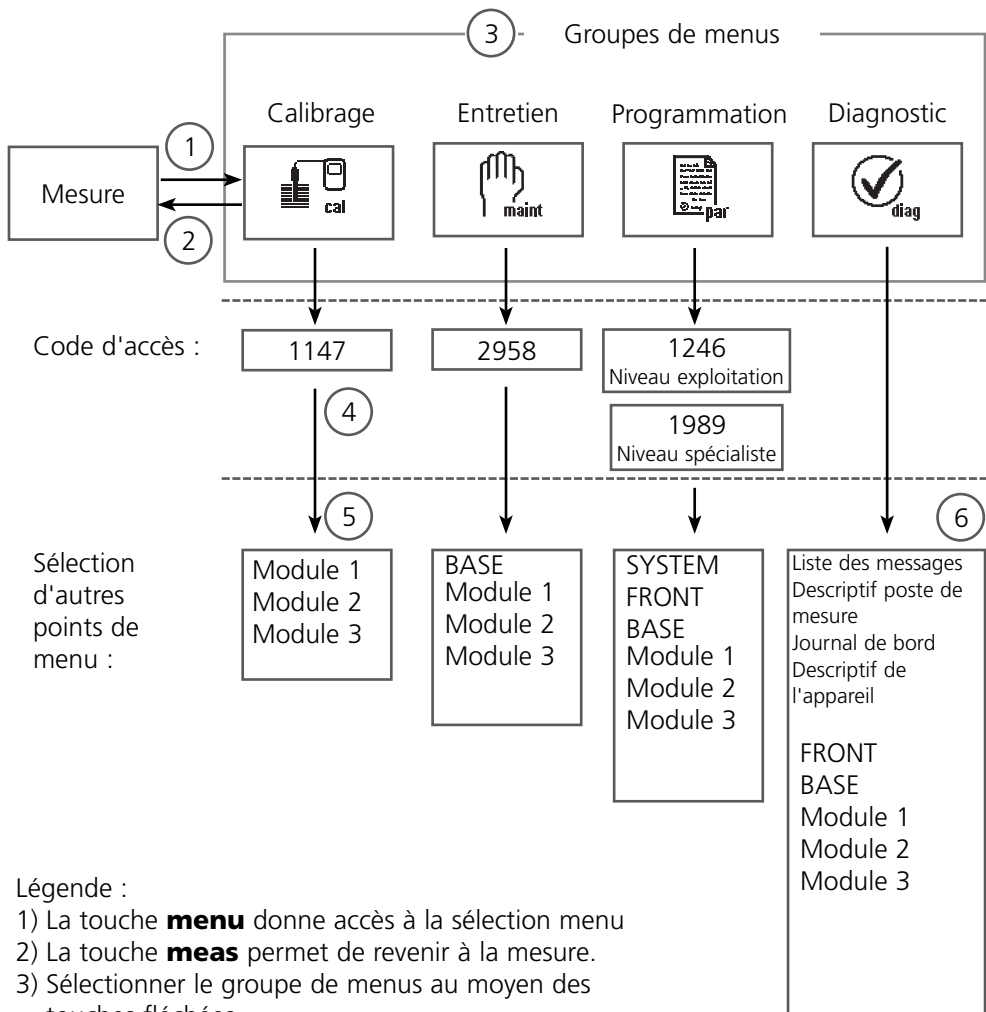 3 Groupes de menus
Calibrage Entretien Programmation Diagnostic
Mesure
1
2
cal
maint
par
diag
Code d'accès :
1147
2958
1246
Niveau exploitation
1989
Niveau spécialiste
4
5
6
Sélection
d'autres
points de
menu :
Module 1
Module 2
Module 3
BASE
Module 1
Module 2
Module 3
SYSTEM
FRONT
BASE
Module 1
Module 2
Module 3
Liste des messages
Descriptif poste de
mesure
Journal de bord
Descriptif de
l'appareil
FRONT
BASE
Module 1
Module 2
Module 3
Légende :
1) La touche menu donne accès à la sélection menu
2) La touche meas permet de revenir à la mesure.
3) Sélectionner le groupe de menus au moyen des
touches fléchées